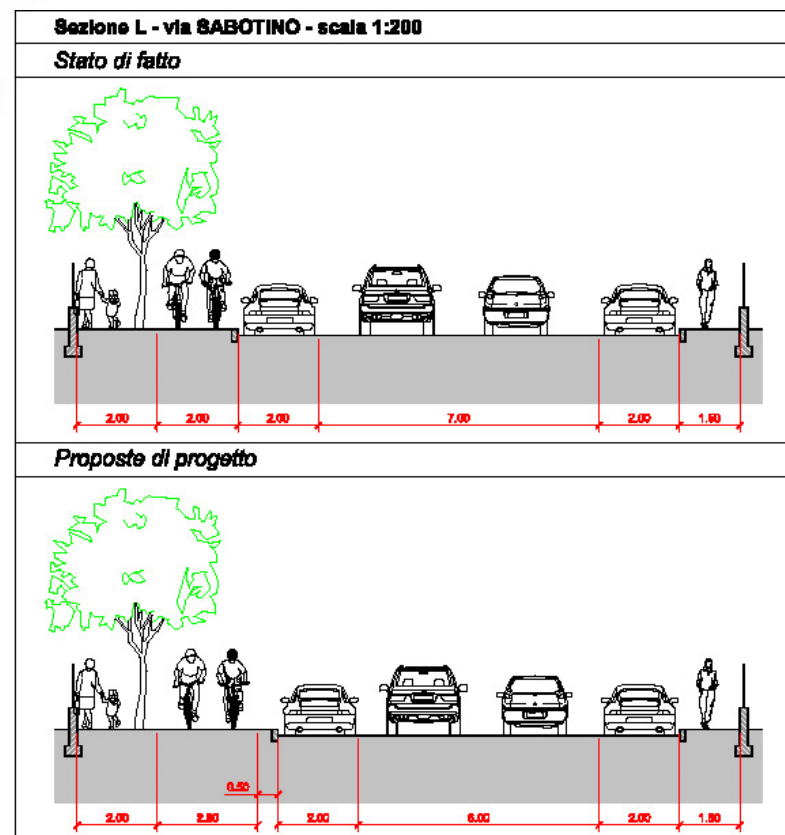 Sezione L - via SABOTINO - scala 1:200
Stato di fatto
2.00 2.00 2.00 7.00 2.00 1.50
Proposte di progetto
0.50
2.00 2.50 2.00 6.00 2.00 1.50